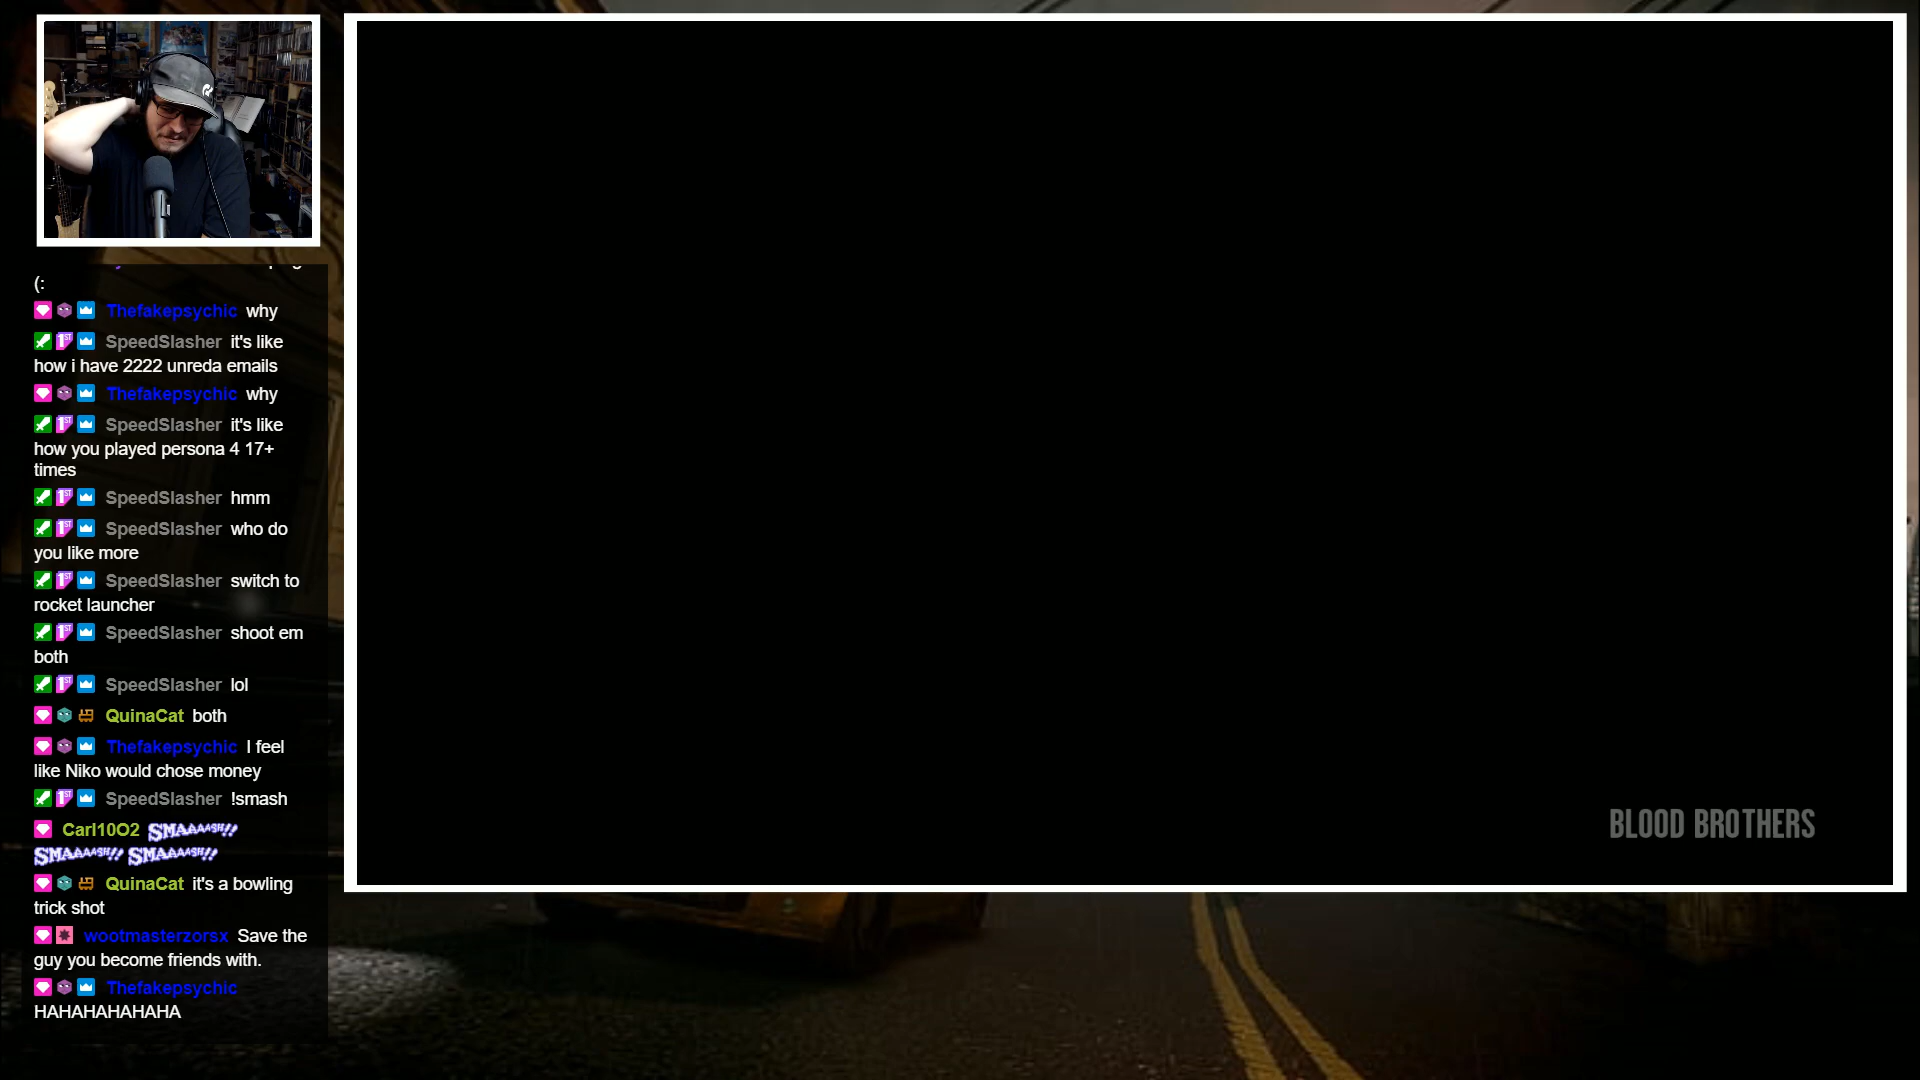 (:
Thefakepsychic why
SpeedSlasher it's like
how i have 2222 unreda emails
Thefakepsychic why
SpeedSlasher it's like
how you played persona 4 17+
times
SpeedSlasher hmm
SpeedSlasher who do
you like more
SpeedSlasher switch to
rocket launcher
SpeedSlasher shoot em
both
SpeedSlasher lol
QuinaCat both
Thefakepsychic I feel
like Niko would chose money
SpeedSlasher !smash
Carl10O2 SMAAAASH!!
SMAAAASH!! SMAAAASH!!
QuinaCat it's a bowling
trick shot
wootmasterzorsx Save the
guy you become friends with.
Thefakepsychic
HAHAHAHAHAHA
BLOOD BROTHERS